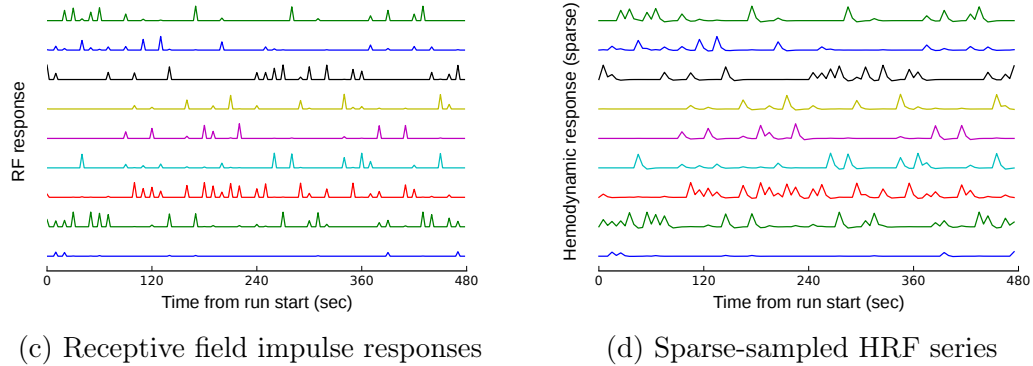 RF response
0 120 240 360 480
Time from run start (sec)
(c) Receptive field impulse responses
Hemodynamic response (sparse)
0 120 240 360 480
Time from run start (sec)
(d) Sparse-sampled HRF series